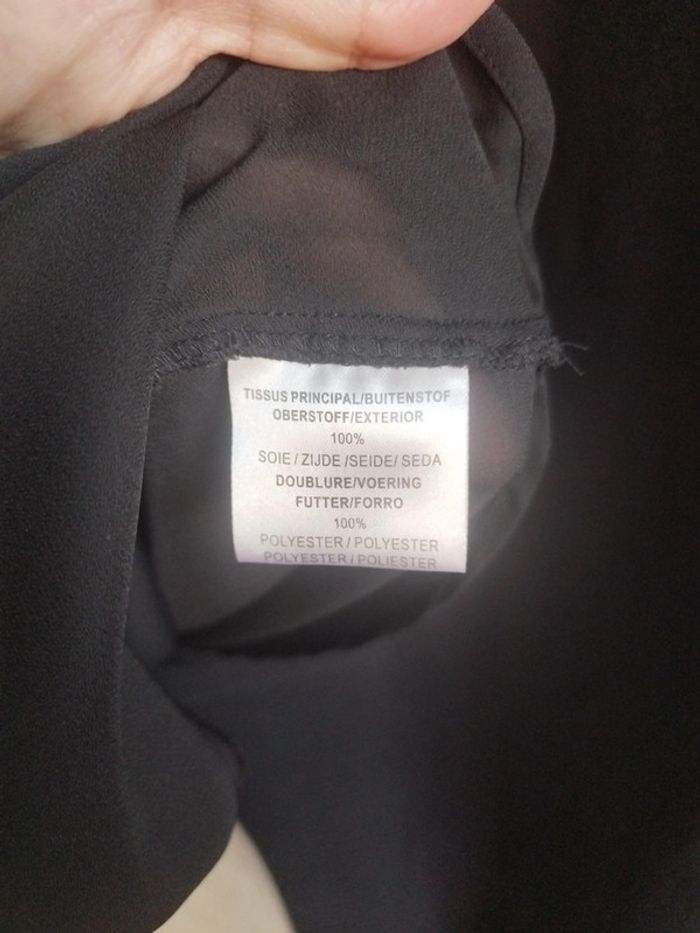 TISSUS PRINCIPAL/BUITENSTOF
OBERSTOFF/EXTERIOR
100%
SOIE / ZIJDE /SEIDE/ SEDA
DOUBLURE/VOERING
FUTTER/FORRO
100%
POLYESTER / POLYESTER
POLYESTER / POLIESTER